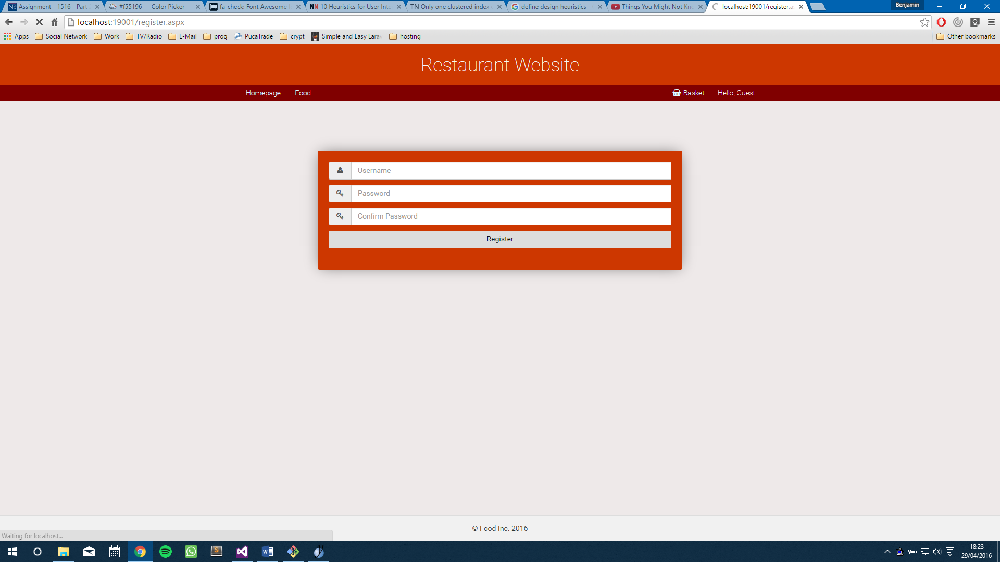 Assignment - 1516 - Part
#f55196 — Color Picker
fa-check: Font Awesome
10 Heuristics for User Inte
TN Only one clustered index
define design heuristics -
Things You Might Not Kn
localhost:19001/register.a
Benjamin
localhost:19001/register.aspx
Apps
Social Network
Work
TV/Radio
E-Mail
prog
PucaTrade
crypt
Simple and Easy Lara
hosting
Other bookmarks
Restaurant Website
Homepage
Food
Basket
Hello, Guest
Username
Password
Confirm Password
Register
© Food Inc. 2016
Waiting for localhost...
18:23
29/04/2016